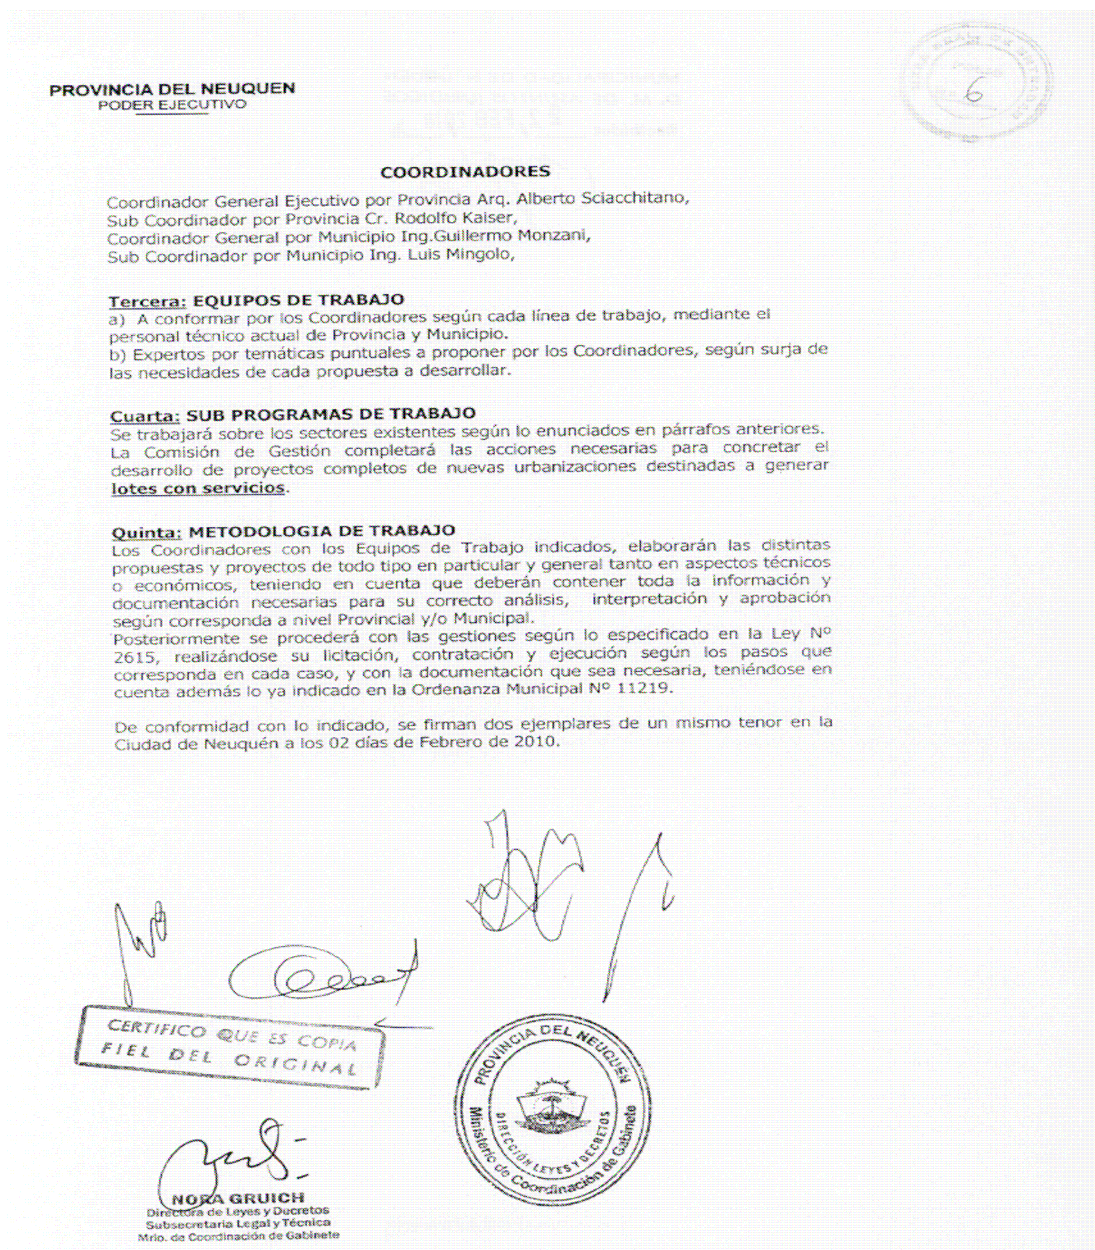 PROVINCIA DEL NEUQUEN
PODER EJECUTIVO
6
COORDINADORES
Coordinador General Ejecutivo por Provincia Arq. Alberto Sciacchitano,
Sub Coordinador por Provincia Cr. Rodolfo Kaiser,
Coordinador General por Municipio Ing.Guillermo Monzani,
Sub Coordinador por Municipio Ing. Luis Mingolo,
Tercera: EQUIPOS DE TRABAJO
a) A conformar por los Coordinadores según cada línea de trabajo, mediante el
personal técnico actual de Provincia y Municipio.
b) Expertos por temáticas puntuales a proponer por los Coordinadores, según surja de
las necesidades de cada propuesta a desarrollar.
Cuarta: SUB PROGRAMAS DE TRABAJO
Se trabajará sobre los sectores existentes según lo enunciados en párrafos anteriores.
La Comisión de Gestión completará las acciones necesarias para concretar el
desarrollo de proyectos completos de nuevas urbanizaciones destinadas a generar
lotes con servicios.
Quinta: METODOLOGIA DE TRABAJO
Los Coordinadores con los Equipos de Trabajo indicados, elaborarán las distintas
propuestas y proyectos de todo tipo en particular y general tanto en aspectos técnicos
o económicos, teniendo en cuenta que deberán contener toda la información y
documentación necesarias para su correcto análisis, interpretación y aprobación
según corresponda a nivel Provincial y/o Municipal.
Posteriormente se procederá con las gestiones según lo especificado en la Ley Nº
2615, realizándose su licitación, contratación y ejecución según los pasos que
corresponda en cada caso, y con la documentación que sea necesaria, teniéndose en
cuenta además lo ya indicado en la Ordenanza Municipal Nº 11219.
De conformidad con lo indicado, se firman dos ejemplares de un mismo tenor en la
Ciudad de Neuquén a los 02 días de Febrero de 2010.
CERTIFICO QUE ES COPIA
FIEL DEL ORIGINAL
PROVINCIA DEL NEUQUÉN
Ministerio de Coordinación de Gabinete
DIRECCIÓN LEYES Y DECRETOS
NORA GRUICH
Directora de Leyes y Decretos
Subsecretaria Legal y Técnica
Mrio. de Coordinación de Gabinete